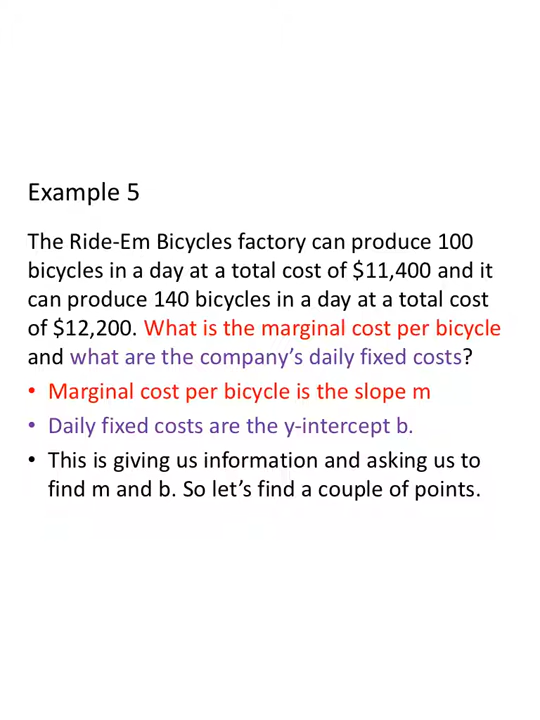 Example 5
The Ride-Em Bicycles factory can produce 100
bicycles in a day at a total cost of $11,400 and it
can produce 140 bicycles in a day at a total cost
of $12,200. What is the marginal cost per bicycle
and what are the company’s daily fixed costs?
• Marginal cost per bicycle is the slope m
• Daily fixed costs are the y-intercept b.
• This is giving us information and asking us to
find m and b. So let’s find a couple of points.